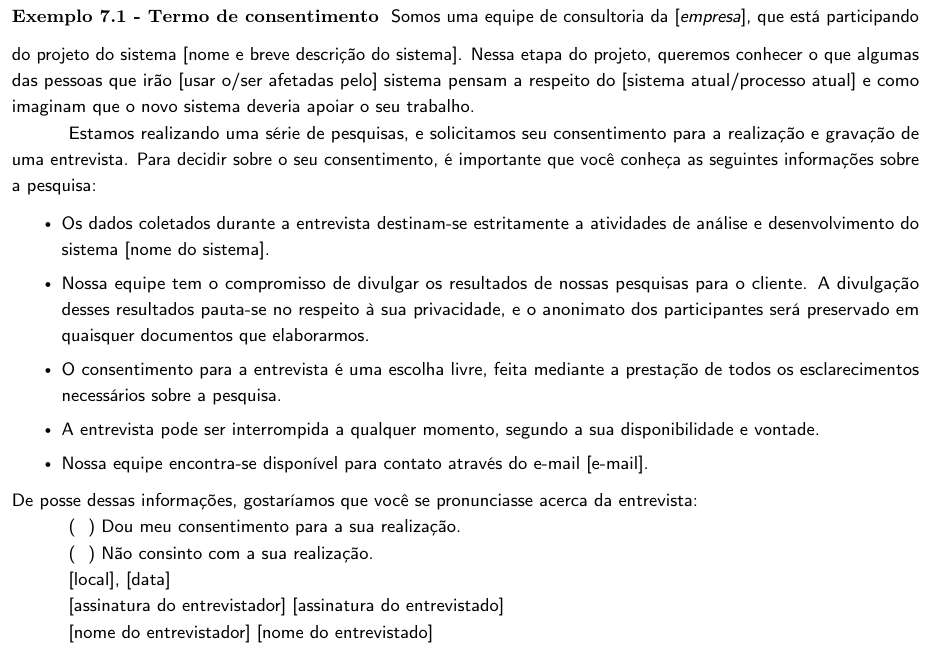 Exemplo 7.1 - Termo de consentimento Somos uma equipe de consultoria da [empresa], que está participando
do projeto do sistema [nome e breve descrição do sistema]. Nessa etapa do projeto, queremos conhecer o que algumas
das pessoas que irão [usar o/ser afetadas pelo] sistema pensam a respeito do [sistema atual/processo atual] e como
imaginam que o novo sistema deveria apoiar o seu trabalho.
Estamos realizando uma série de pesquisas, e solicitamos seu consentimento para a realização e gravação de
uma entrevista. Para decidir sobre o seu consentimento, é importante que você conheça as seguintes informações sobre
a pesquisa:
• Os dados coletados durante a entrevista destinam-se estritamente a atividades de análise e desenvolvimento do
sistema [nome do sistema].
• Nossa equipe tem o compromisso de divulgar os resultados de nossas pesquisas para o cliente. A divulgação
desses resultados pauta-se no respeito à sua privacidade, e o anonimato dos participantes será preservado em
quaisquer documentos que elaborarmos.
• O consentimento para a entrevista é uma escolha livre, feita mediante a prestação de todos os esclarecimentos
necessários sobre a pesquisa.
• A entrevista pode ser interrompida a qualquer momento, segundo a sua disponibilidade e vontade.
• Nossa equipe encontra-se disponível para contato através do e-mail [e-mail].
De posse dessas informações, gostaríamos que você se pronunciasse acerca da entrevista:
( ) Dou meu consentimento para a sua realização.
( ) Não consinto com a sua realização.
[local], [data]
[assinatura do entrevistador] [assinatura do entrevistado]
[nome do entrevistador] [nome do entrevistado]